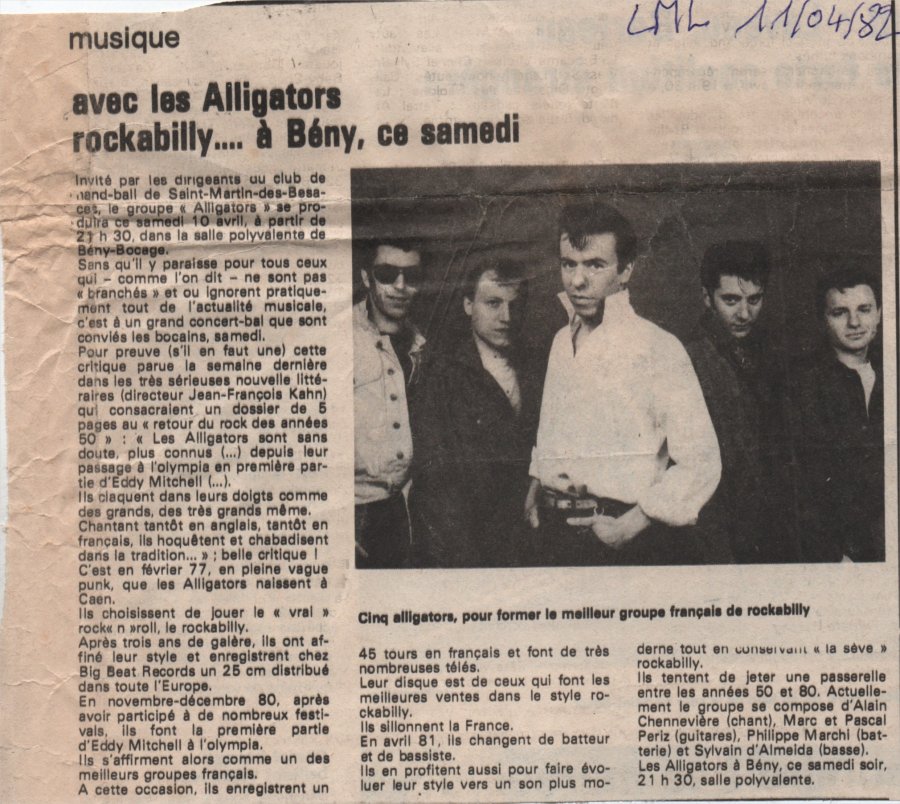 LML 11/04/82
musique
avec les Alligators
rockabilly.... à Bény, ce samedi
Invité par les dirigeants du club de
hand-ball de Saint-Martin-des-Besa-
ces, le groupe « Alligators » se pro-
duira ce samedi 10 avril, à partir de
21 h 30, dans la salle polyvalente de
Bény-Bocage.
Sans qu'il y paraisse pour tous ceux
qui – comme l'on dit – ne sont pas
« branchés » et ou ignorent pratique-
ment tout de l'actualité musicale,
c'est à un grand concert-bal que sont
conviés les bocains, samedi.
Pour preuve (s'il en faut une) cette
critique parue la semaine dernière
dans les très sérieuses nouvelle litté-
raires (directeur Jean-François Kahn)
qui consacraient un dossier de 5
pages au « retour du rock des années
50 » : « Les Alligators sont sans
doute, plus connus (...) depuis leur
passage à l'olympia en première par-
tie d'Eddy Mitchell (...).
Ils claquent dans leurs doigts comme
des grands, des très grands même.
Chantant tantôt en anglais, tantôt en
français, ils hoquêtent et chabadisent
dans la tradition... » ; belle critique !
C'est en février 77, en pleine vague
punk, que les Alligators naissent à
Caen.
Ils choisissent de jouer le « vrai »
rock« n »roll, le rockabilly.
Après trois ans de galère, ils ont af-
finé leur style et enregistrent chez
Big Beat Records un 25 cm distribué
dans toute l'Europe.
En novembre-décembre 80, après
avoir participé à de nombreux festi-
vals, ils font la première partie
d'Eddy Mitchell à l'olympia.
Ils s'affirment alors comme un des
meilleurs groupes français.
A cette occasion, ils enregistrent un
Cinq alligators, pour former le meilleur groupe français de rockabilly
45 tours en français et font de très
nombreuses télés.
Leur disque est de ceux qui font les
meilleures ventes dans le style ro-
ckabilly.
Ils sillonnent la France.
En avril 81, ils changent de batteur
et de bassiste.
Ils en profitent aussi pour faire évo-
luer leur style vers un son plus mo-
derne tout en conservant « la sève »
rockabilly.
Ils tentent de jeter une passerelle
entre les années 50 et 80. Actuelle-
ment le groupe se compose d'Alain
Chennevière (chant), Marc et Pascal
Periz (guitares), Philippe Marchi (bat-
terie) et Sylvain d'Almeida (basse).
Les Alligators à Bény, ce samedi soir,
21 h 30, salle polyvalente.